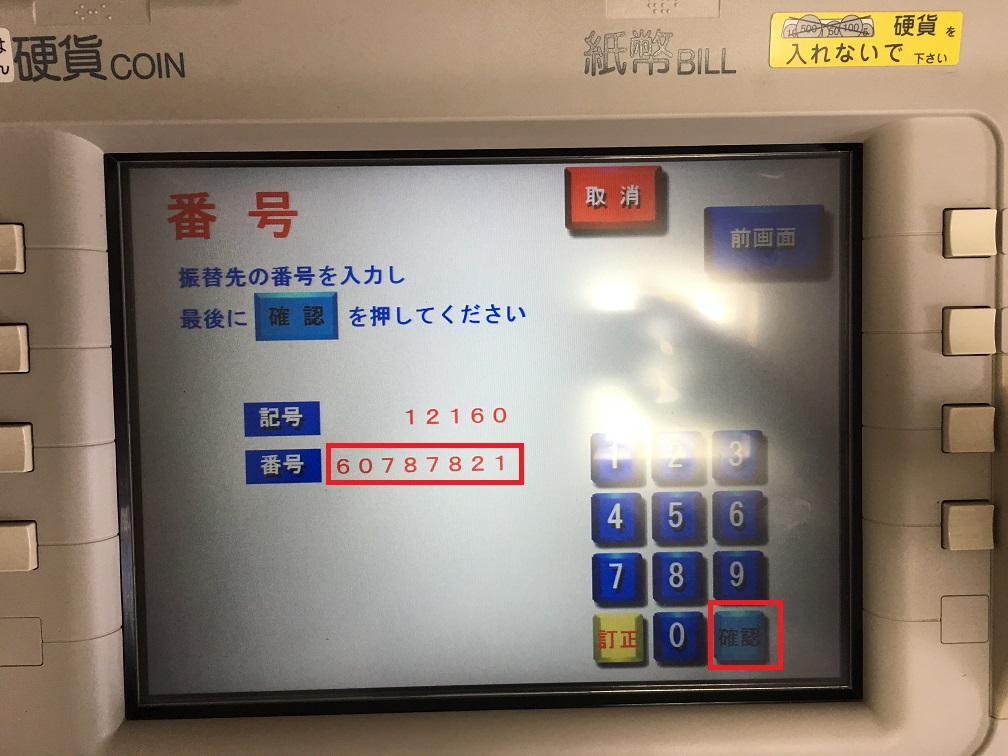 はん
硬貨COIN
紙幣BILL
硬貨を
入れないで下さい
番号
取消
前画面
振替先の番号を入力し
最後に 確認 を押してください
記号 12160
番号 60787821
1 2 3
4 5 6
7 8 9
訂正 0 確認